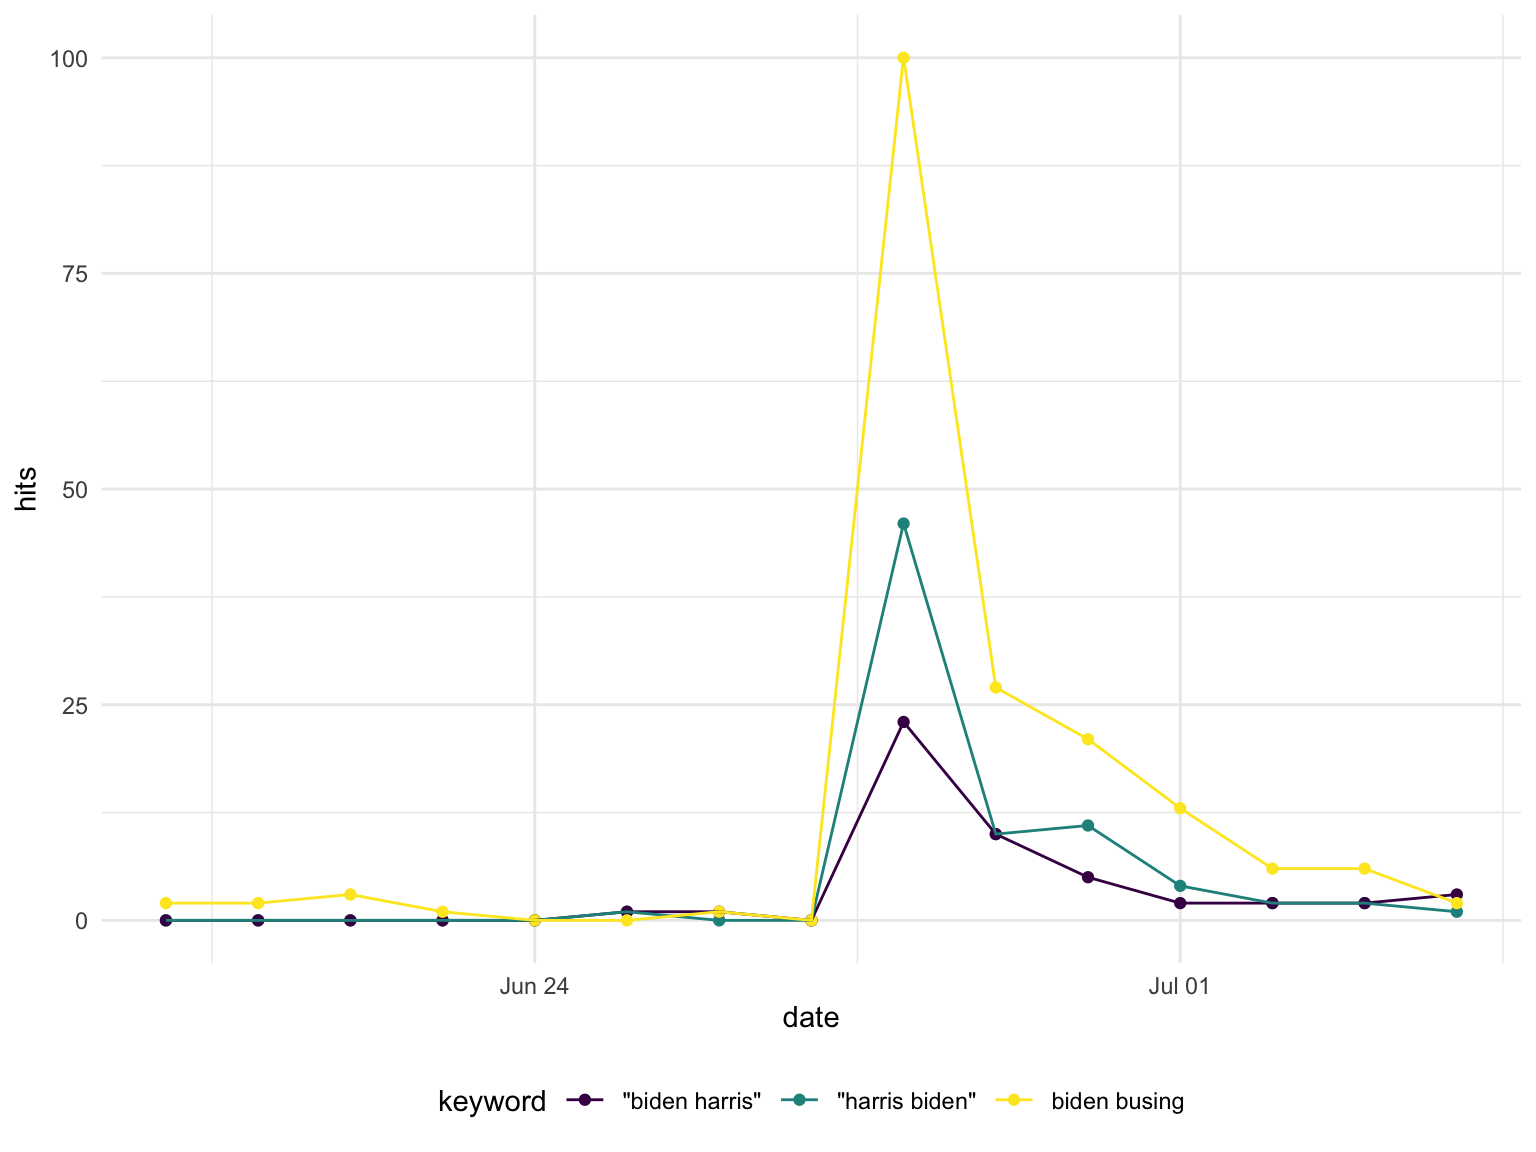 100
75
50
25
0
hits
Jun 24
Jul 01
date
keyword "biden harris" "harris biden" biden busing